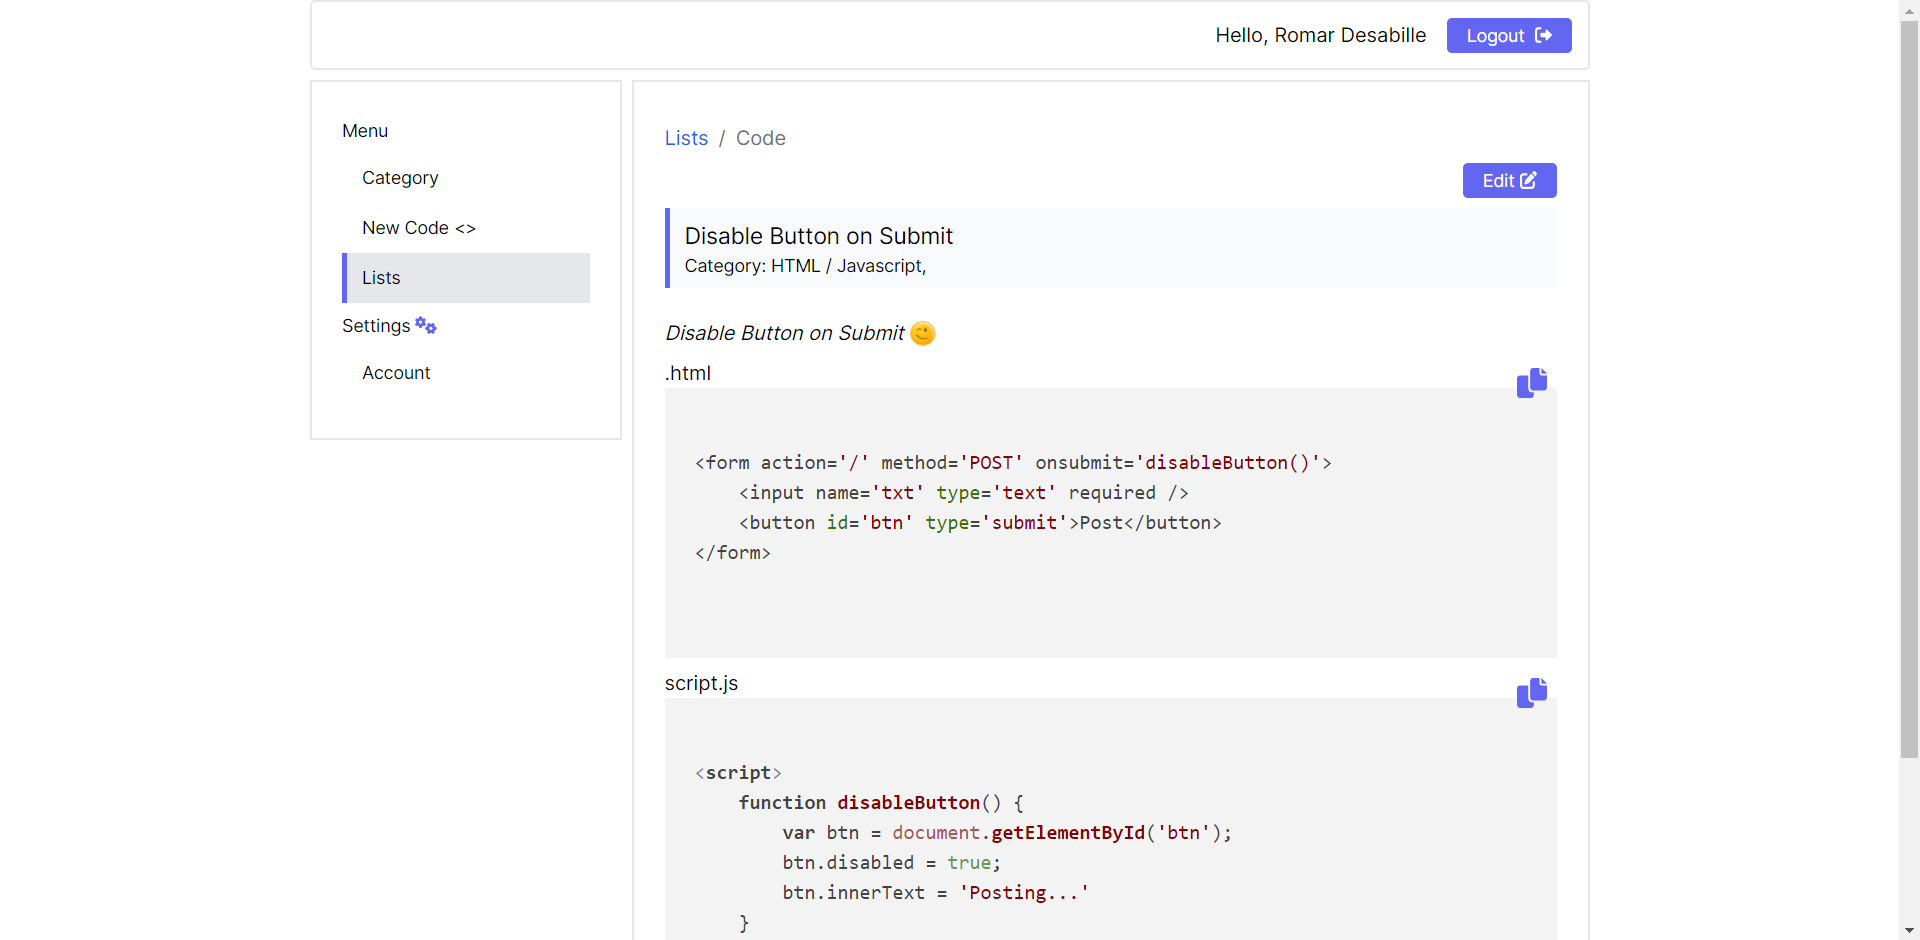 Hello, Romar Desabille
Logout
Menu
Category
New Code <>
Lists
Settings
Account
Lists / Code
Edit
Disable Button on Submit
Category: HTML / Javascript,
Disable Button on Submit
.html
<form action='/' method='POST' onsubmit='disableButton()'>
    <input name='txt' type='text' required />
    <button id='btn' type='submit'>Post</button>
</form>
script.js
<script>
    function disableButton() {
        var btn = document.getElementById('btn');
        btn.disabled = true;
        btn.innerText = 'Posting...'
    }